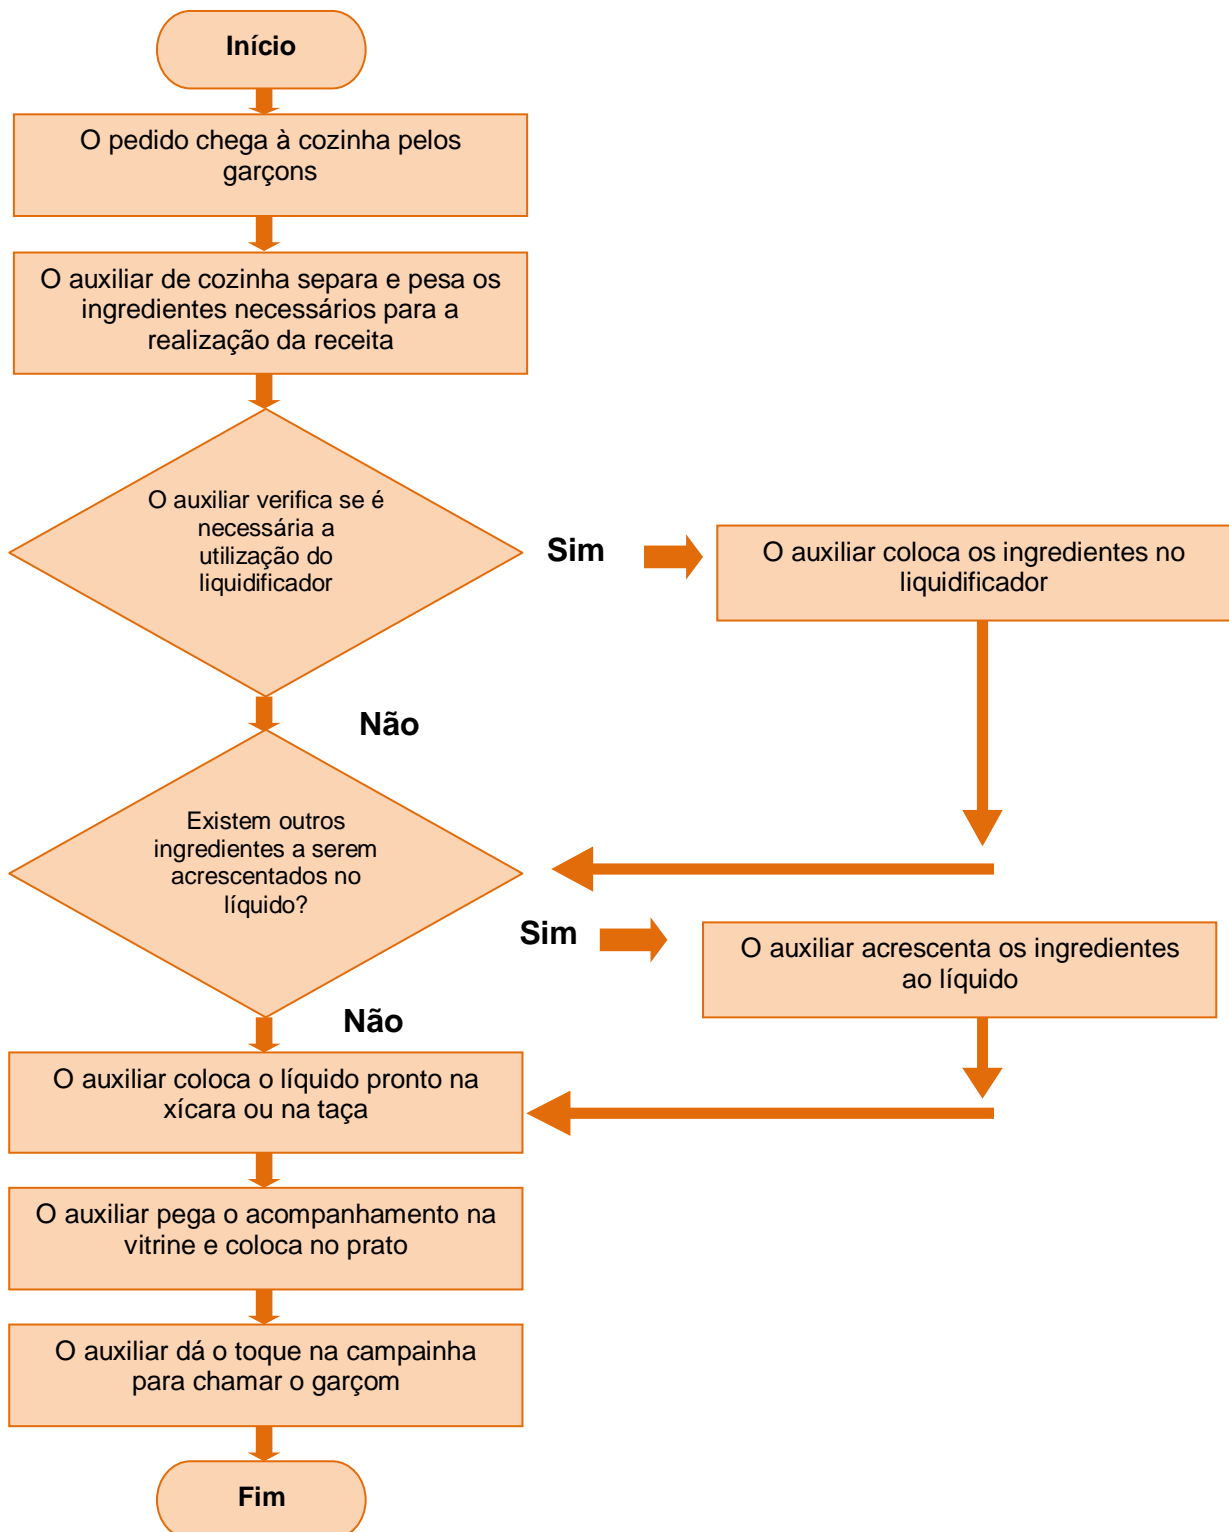 Início
O pedido chega à cozinha pelos
garçons
O auxiliar de cozinha separa e pesa os
ingredientes necessários para a
realização da receita
O auxiliar verifica se é
necessária a
utilização do
liquidificador
Sim
O auxiliar coloca os ingredientes no
liquidificador
Não
Existem outros
ingredientes a serem
acrescentados no
líquido?
Sim
O auxiliar acrescenta os ingredientes
ao líquido
Não
O auxiliar coloca o líquido pronto na
xícara ou na taça
O auxiliar pega o acompanhamento na
vitrine e coloca no prato
O auxiliar dá o toque na campainha
para chamar o garçom
Fim